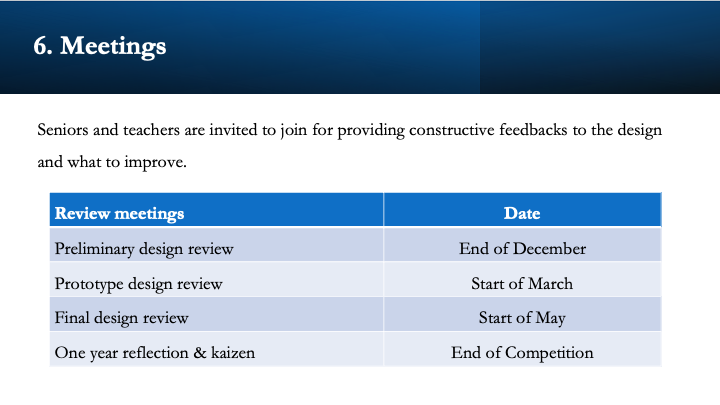 6. Meetings
Seniors and teachers are invited to join for providing constructive feedbacks to the design
and what to improve.
Review meetings Date
Preliminary design review End of December
Prototype design review Start of March
Final design review Start of May
One year reflection & kaizen End of Competition